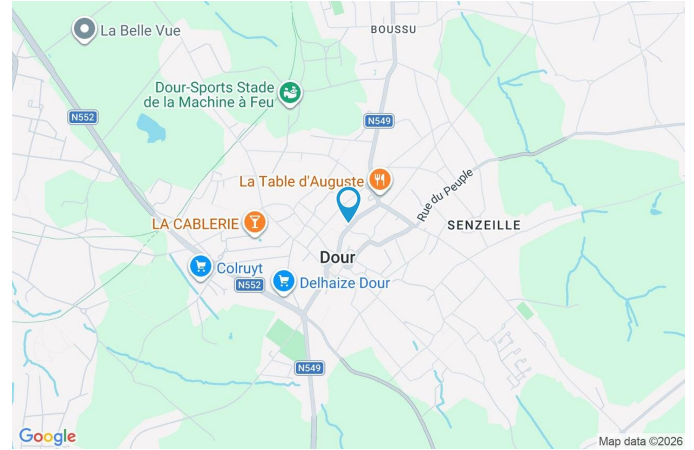 La Belle Vue
BOUSSU
Dour-Sports Stade
de la Machine à Feu
N552
N549
La Table d'Auguste
Rue du Peuple
LA CABLERIE
SENZEILLE
Dour
Colruyt
N552
Delhaize Dour
N549
Google
Map data ©2026